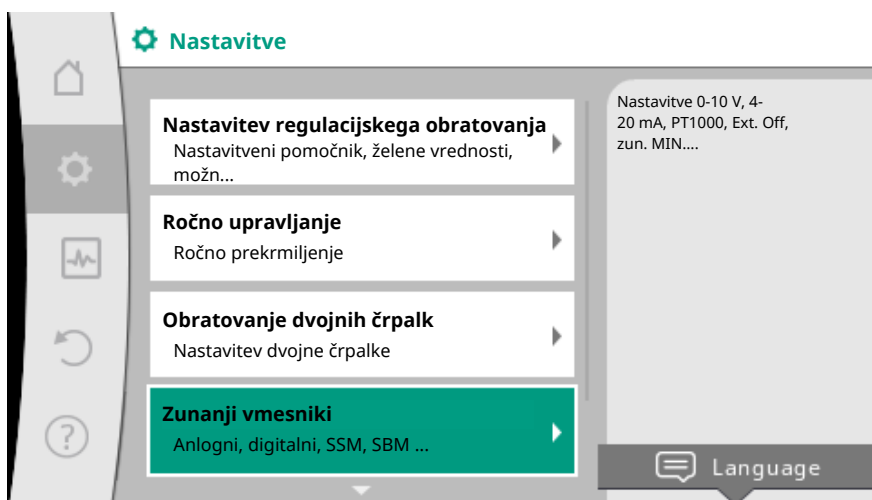 Nastavitve
Nastavitev regulacijskega obratovanja
Nastavitveni pomočnik, želene vrednosti,
možn...
Ročno upravljanje
Ročno prekrmiljenje
Obratovanje dvojnih črpalk
Nastavitev dvojne črpalke
Zunanji vmesniki
Anlogni, digitalni, SSM, SBM ...
Nastavitve 0-10 V, 4-
20 mA, PT1000, Ext. Off,
zun. MIN....
Language